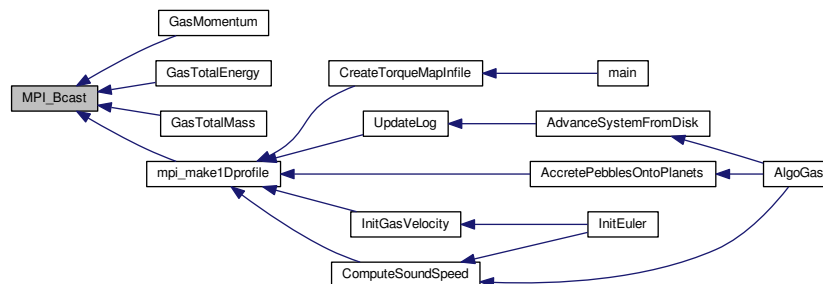 GasMomentum
GasTotalEnergy
CreateTorqueMapInfile
main
MPI_Bcast
GasTotalMass
UpdateLog
AdvanceSystemFromDisk
mpi_make1Dprofile
AccretePebblesOntoPlanets
AlgoGas
InitGasVelocity
InitEuler
ComputeSoundSpeed